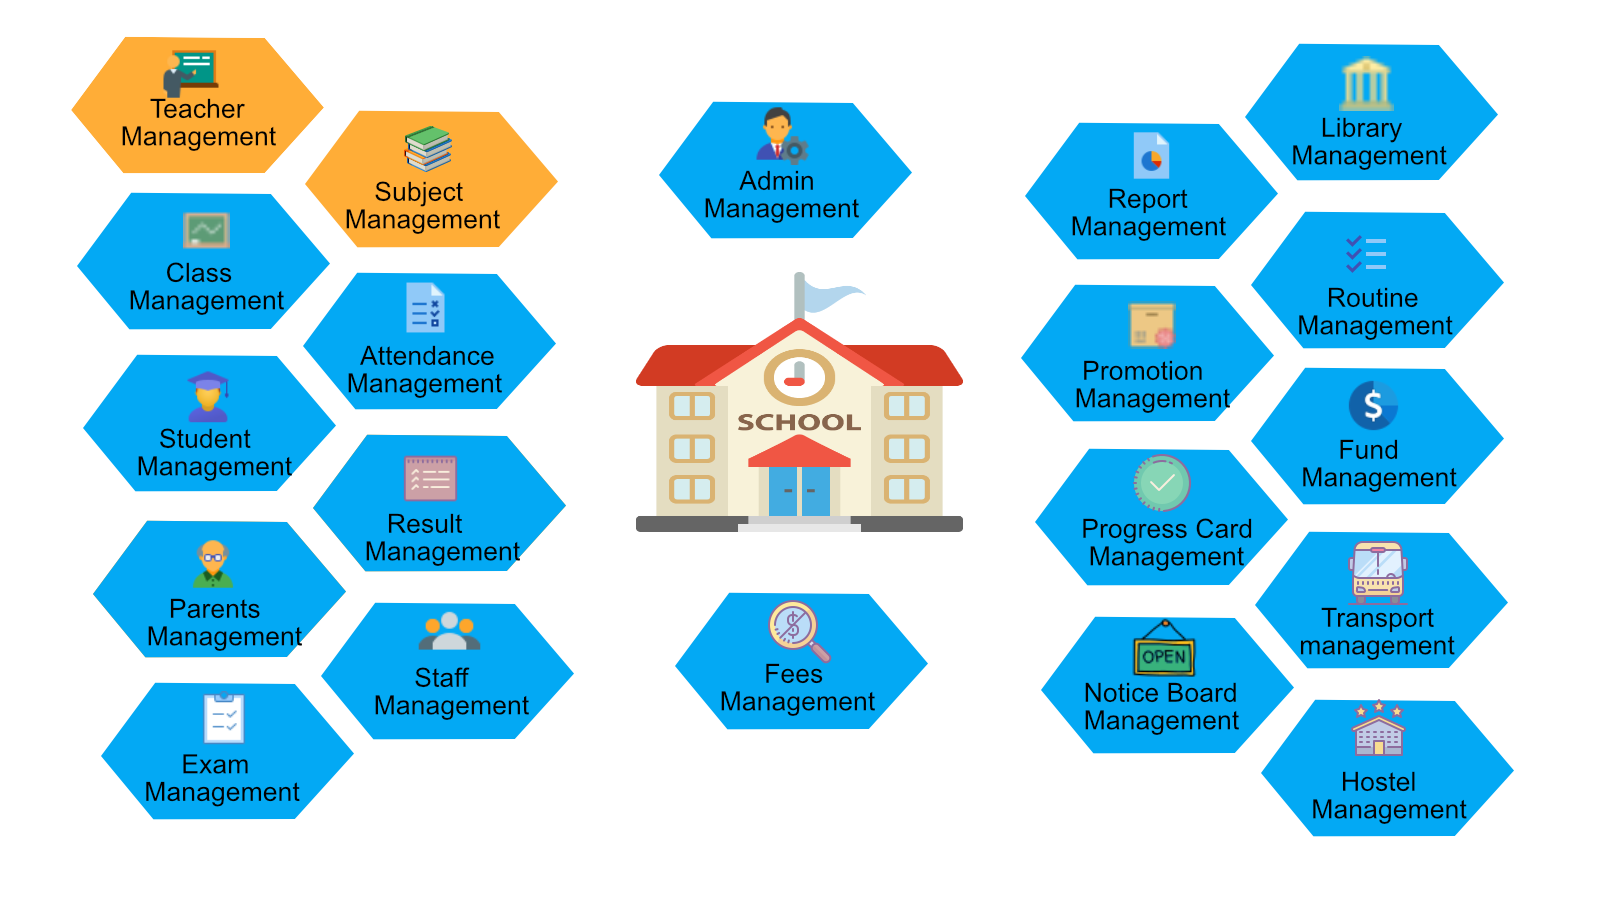 Teacher
Management
Subject
Management
Class
Management
Attendance
Management
Student
Management
Result
Management
Parents
Management
Staff
Management
Exam
Management
Admin
Management
SCHOOL
$
Fees
Management
Library
Management
Report
Management
Routine
Management
Promotion
Management
$
Fund
Management
Progress Card
Management
Transport
management
OPEN
Notice Board
Management
Hostel
Management